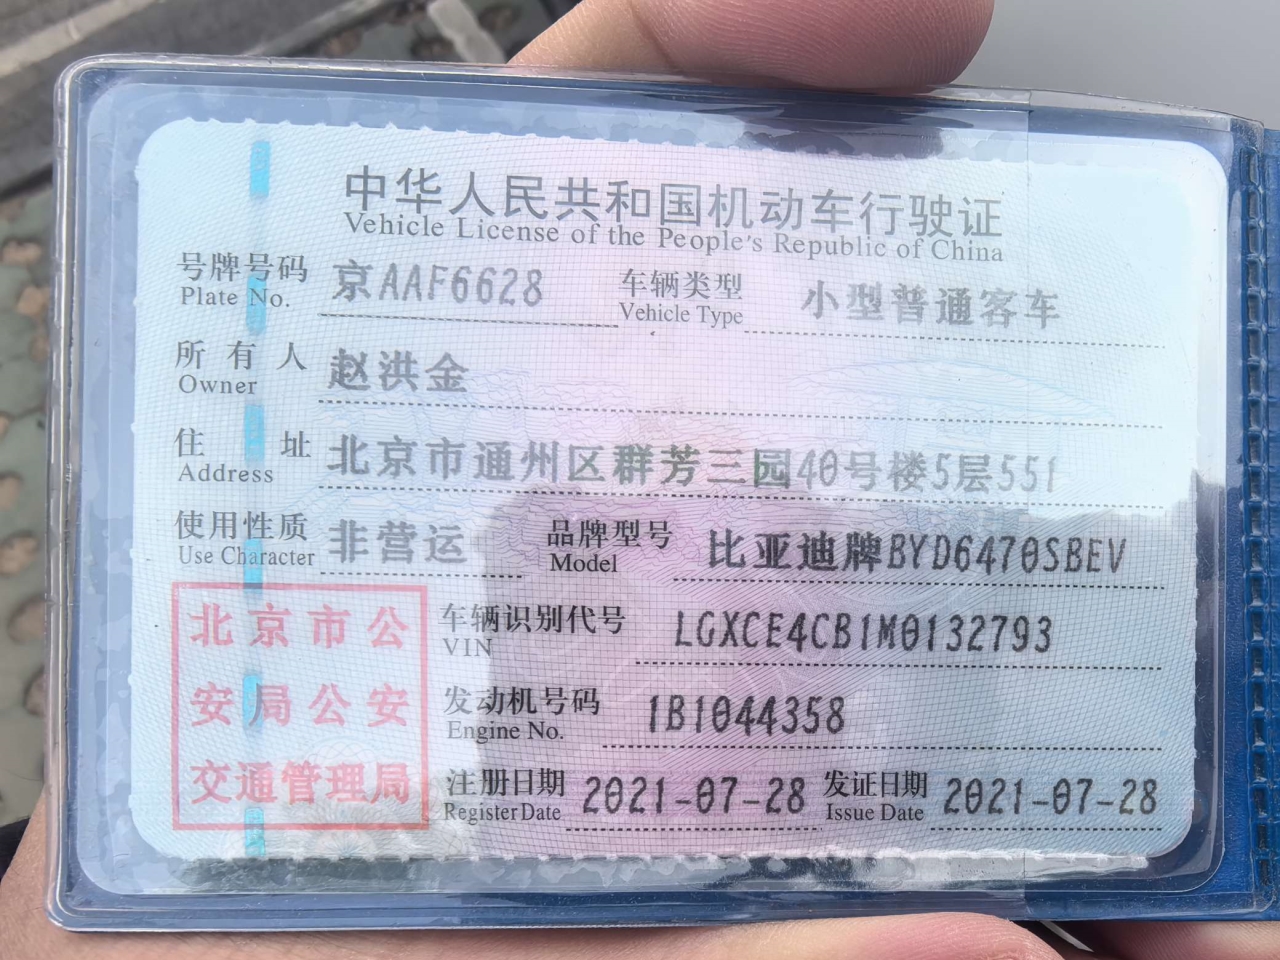 中华人民共和国机动车行驶证
Vehicle License of the People's Republic of China
号牌号码 京AAF6628 车辆类型 小型普通客车
Plate No. Vehicle Type
所有人 赵洪金
Owner
住址 北京市通州区群芳三园40号楼5层551
Address
使用性质 非营运 品牌型号 比亚迪牌BYD6470SBEV
Use Character Model
北京市公
安局公安
交通管理局
车辆识别代号 LGXCE4CB1M0132793
VIN
发动机号码 1B1044358
Engine No.
注册日期 2021-07-28 发证日期 2021-07-28
Register Date Issue Date